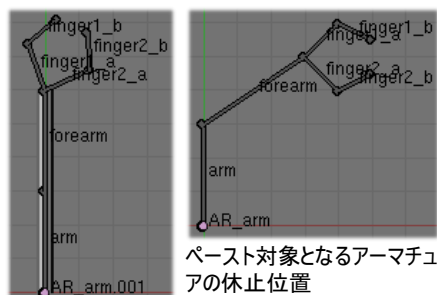 finger1_b
finger2_b
finger1_a
finger2_a
forearm
arm
AR_arm.001
finger1_b
finger1_a
finger2_a
finger2_b
forearm
arm
AR_arm
ペースト対象となるアーマチュ
アの休止位置